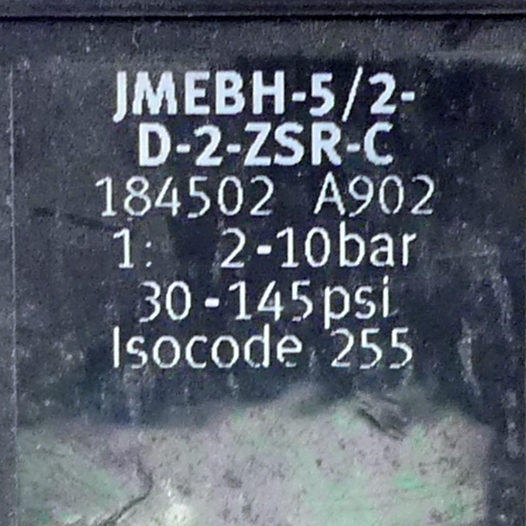 JMEBH-5/2-
D-2-ZSR-C
184502 A902
1: 2-10bar
30-145psi
Isocode 255